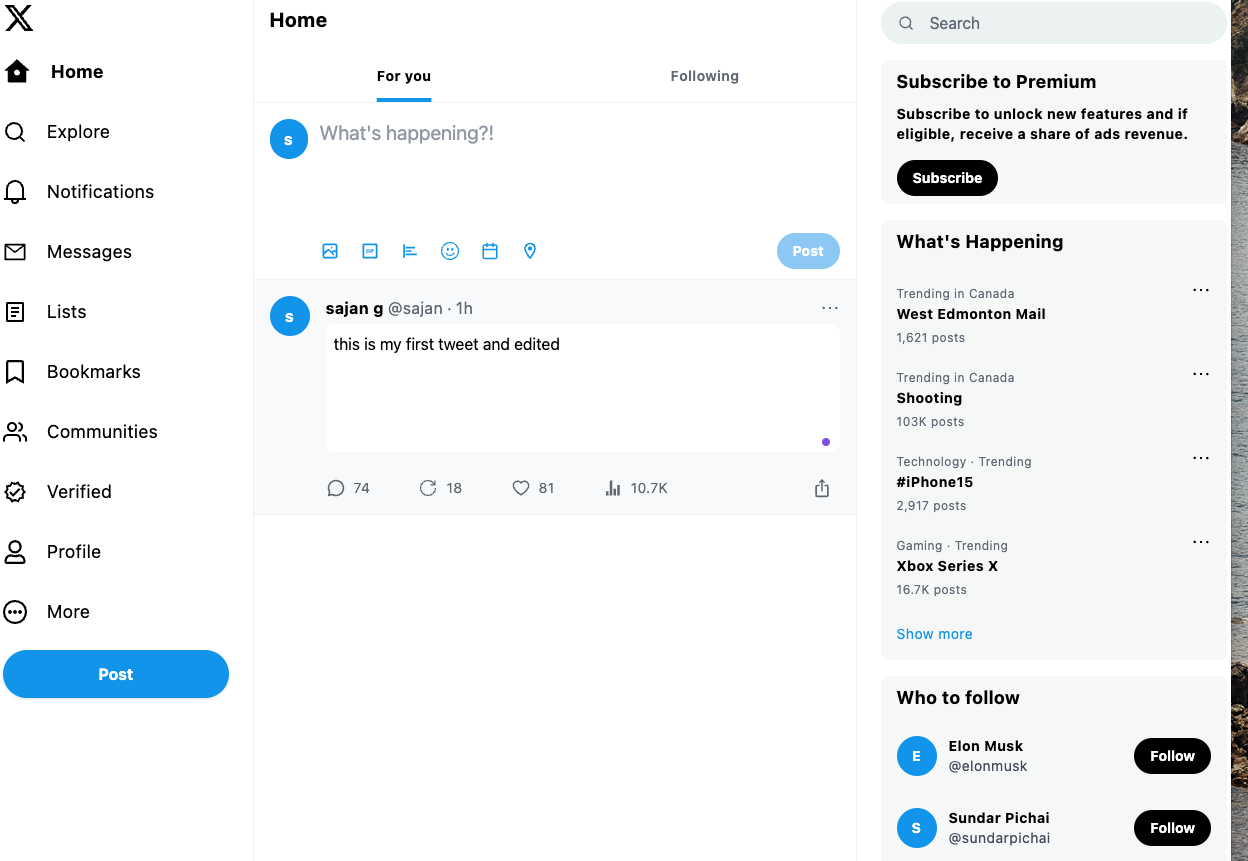 X
Home
Explore
Notifications
Messages
Lists
Bookmarks
Communities
Verified
Profile
More
Post
Home
For you
Following
s
What's happening?!
GIF
Post
s
sajan g @sajan · 1h
this is my first tweet and edited
74
18
81
10.7K
Search
Subscribe to Premium
Subscribe to unlock new features and if
eligible, receive a share of ads revenue.
Subscribe
What's Happening
Trending in Canada
West Edmonton Mail
1,621 posts
Trending in Canada
Shooting
103K posts
Technology · Trending
#iPhone15
2,917 posts
Gaming · Trending
Xbox Series X
16.7K posts
Show more
Who to follow
E
Elon Musk
@elonmusk
Follow
S
Sundar Pichai
@sundarpichai
Follow